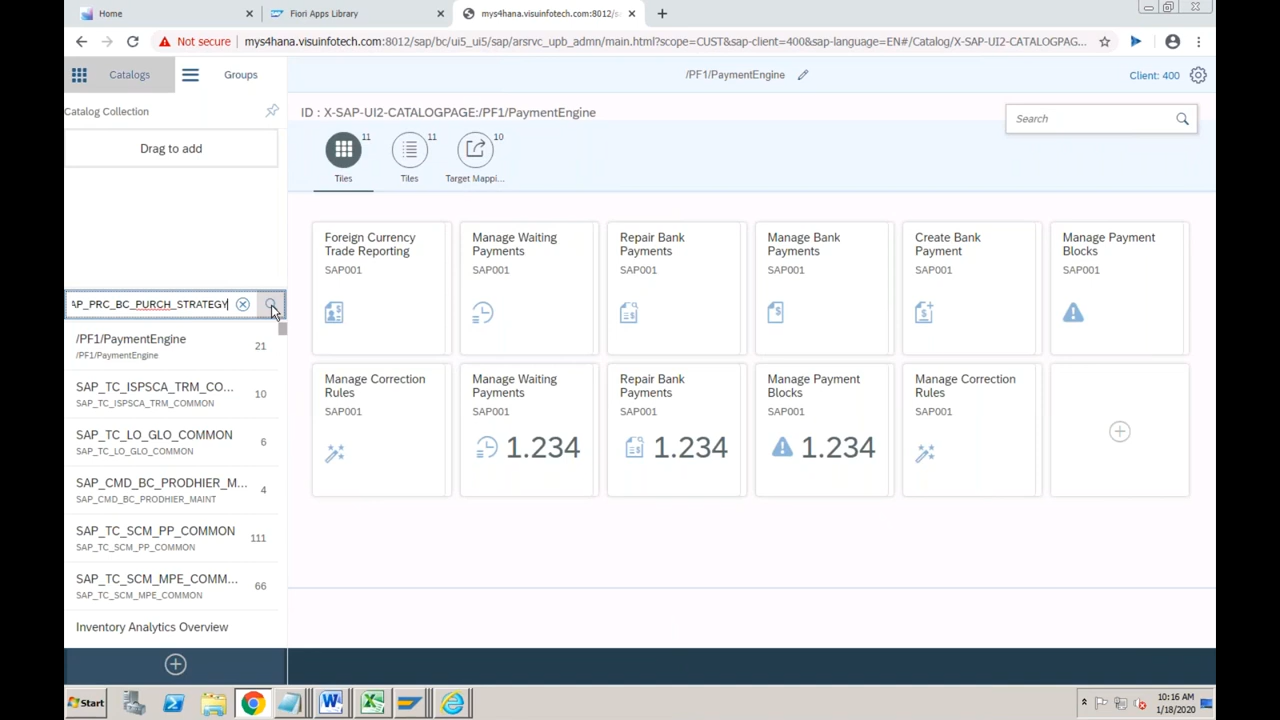 Home
Fiori Apps Library
mys4hana.visuinfotech.com:8012/s
Not secure
mys4hana.visuinfotech.com:8012/sap/bc/ui5_ui5/sap/arsrvc_upb_admn/main.html?scope=CUST&sap-client=400&sap-language=EN#/Catalog/X-SAP-UI2-CATALOGPAG...
Catalogs
Groups
/PF1/PaymentEngine
Client: 400
Catalog Collection
ID : X-SAP-UI2-CATALOGPAGE:/PF1/PaymentEngine
Search
Drag to add
11
11
10
Tiles
Tiles
Target Mappi...
AP_PRC_BC_PURCH_STRATEGY
/PF1/PaymentEngine
/PF1/PaymentEngine
21
SAP_TC_ISPSCA_TRM_CO...
SAP_TC_ISPSCA_TRM_COMMON
10
SAP_TC_LO_GLO_COMMON
SAP_TC_LO_GLO_COMMON
6
SAP_CMD_BC_PRODHIER_M...
SAP_CMD_BC_PRODHIER_MAINT
4
SAP_TC_SCM_PP_COMMON
SAP_TC_SCM_PP_COMMON
111
SAP_TC_SCM_MPE_COMM...
SAP_TC_SCM_MPE_COMMON
66
Inventory Analytics Overview
Foreign Currency
Trade Reporting
SAP001
Manage Waiting
Payments
SAP001
Repair Bank
Payments
SAP001
Manage Bank
Payments
SAP001
Create Bank
Payment
SAP001
Manage Payment
Blocks
SAP001
Manage Correction
Rules
SAP001
Manage Waiting
Payments
SAP001
1.234
Repair Bank
Payments
SAP001
1.234
Manage Payment
Blocks
SAP001
1.234
Manage Correction
Rules
SAP001
Start
10:16 AM
1/18/2020